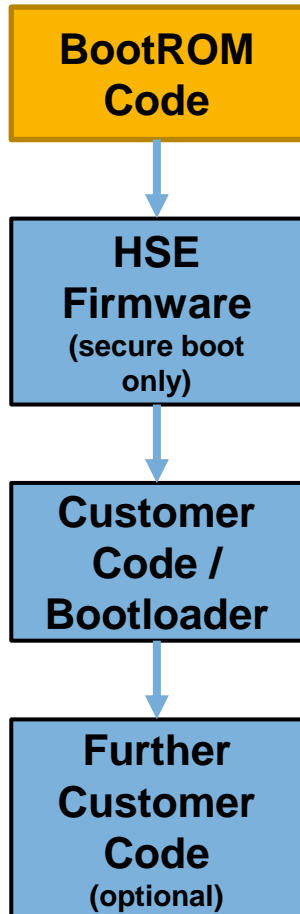 BootROM
Code
HSE
Firmware
(secure boot
only)
Customer
Code /
Bootloader
Further
Customer
Code
(optional)